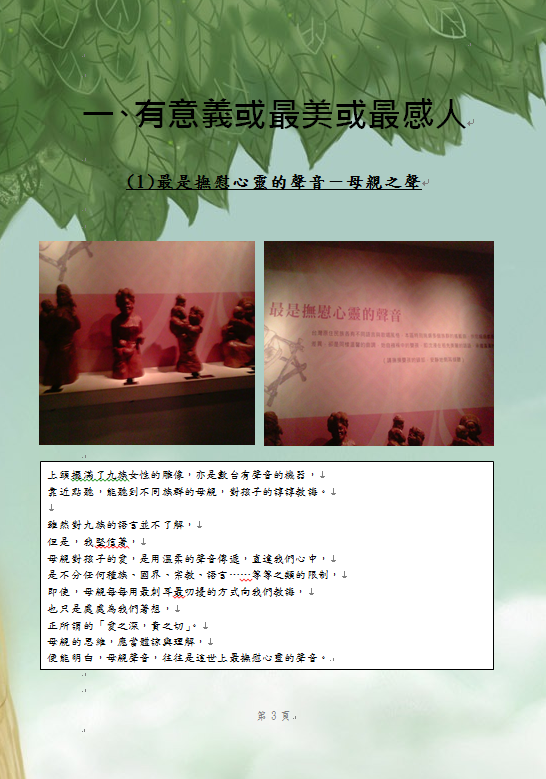 一、有意義或最美或最感人
(1)最是撫慰心靈的聲音－母親之聲
最是撫慰心靈的聲音
上頭擺滿了九族女性的雕像，亦是數台有聲音的機器，
靠近點聽，能聽到不同族群的母親，對孩子的諄諄教誨。
雖然對九族的語言並不了解，
但是，我堅信著，
母親對孩子的愛，是用溫柔的聲音傳遞，直達我們心中，
是不分任何種族、國界、宗教、語言……等等之類的限制，
即使，母親每每用最刺耳最叨擾的方式向我們教誨，
也只是處處為我們著想，
正所謂的「愛之深，責之切」。
母親的思維，應當體諒與理解，
便能明白，母親聲音，往往是這世上最撫慰心靈的聲音。
第 3 頁